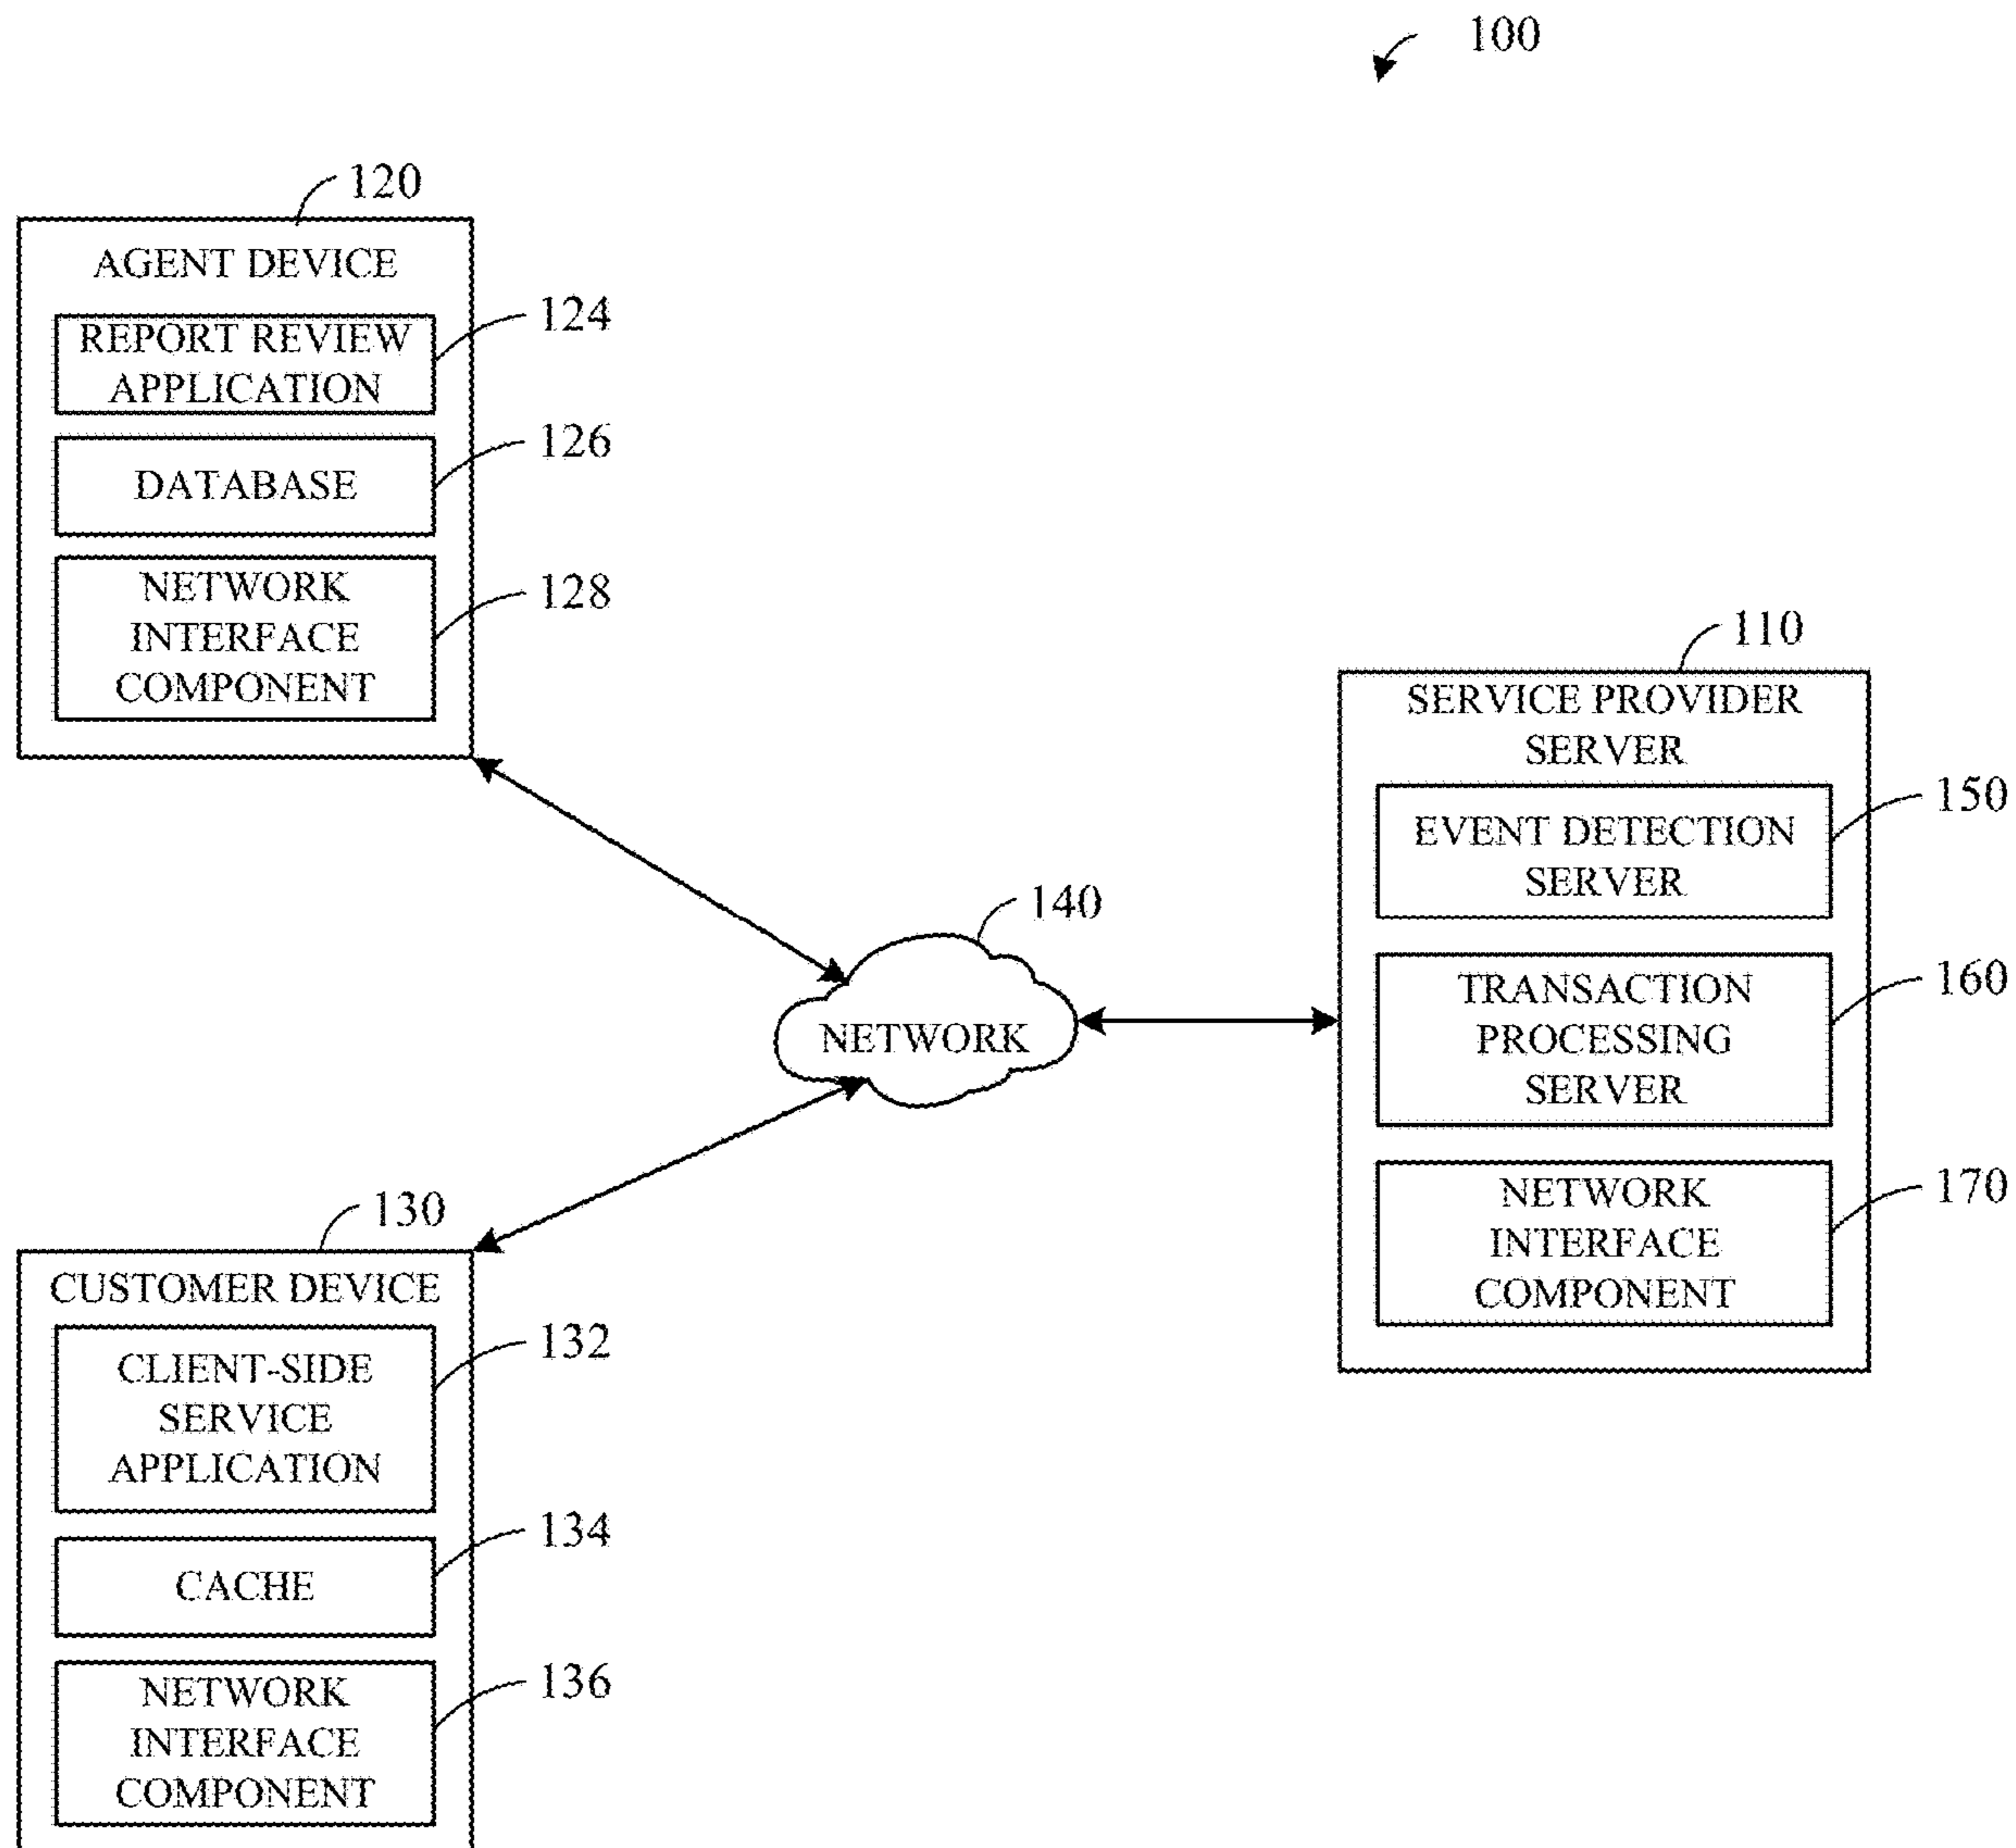 100
120
AGENT DEVICE
REPORT REVIEW
APPLICATION
124
DATABASE
126
NETWORK
INTERFACE
COMPONENT
128
110
SERVICE PROVIDER
SERVER
EVENT DETECTION
SERVER
150
TRANSACTION
PROCESSING
SERVER
160
NETWORK
INTERFACE
COMPONENT
170
140
NETWORK
130
CUSTOMER DEVICE
CLIENT-SIDE
SERVICE
APPLICATION
132
CACHE
134
NETWORK
INTERFACE
COMPONENT
136